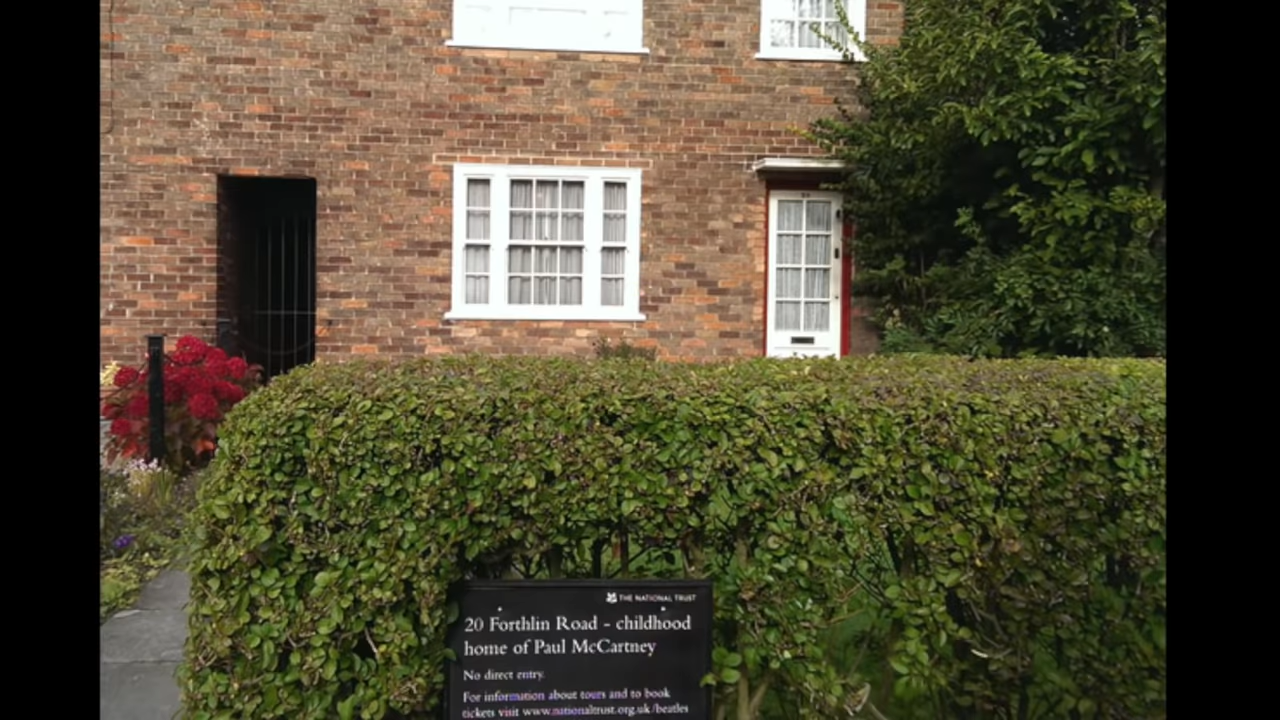 THE NATIONAL TRUST
20 Forthlin Road - childhood
home of Paul McCartney
No direct entry.
For information about tours and to book
tickets visit www.nationaltrust.org.uk/beatles